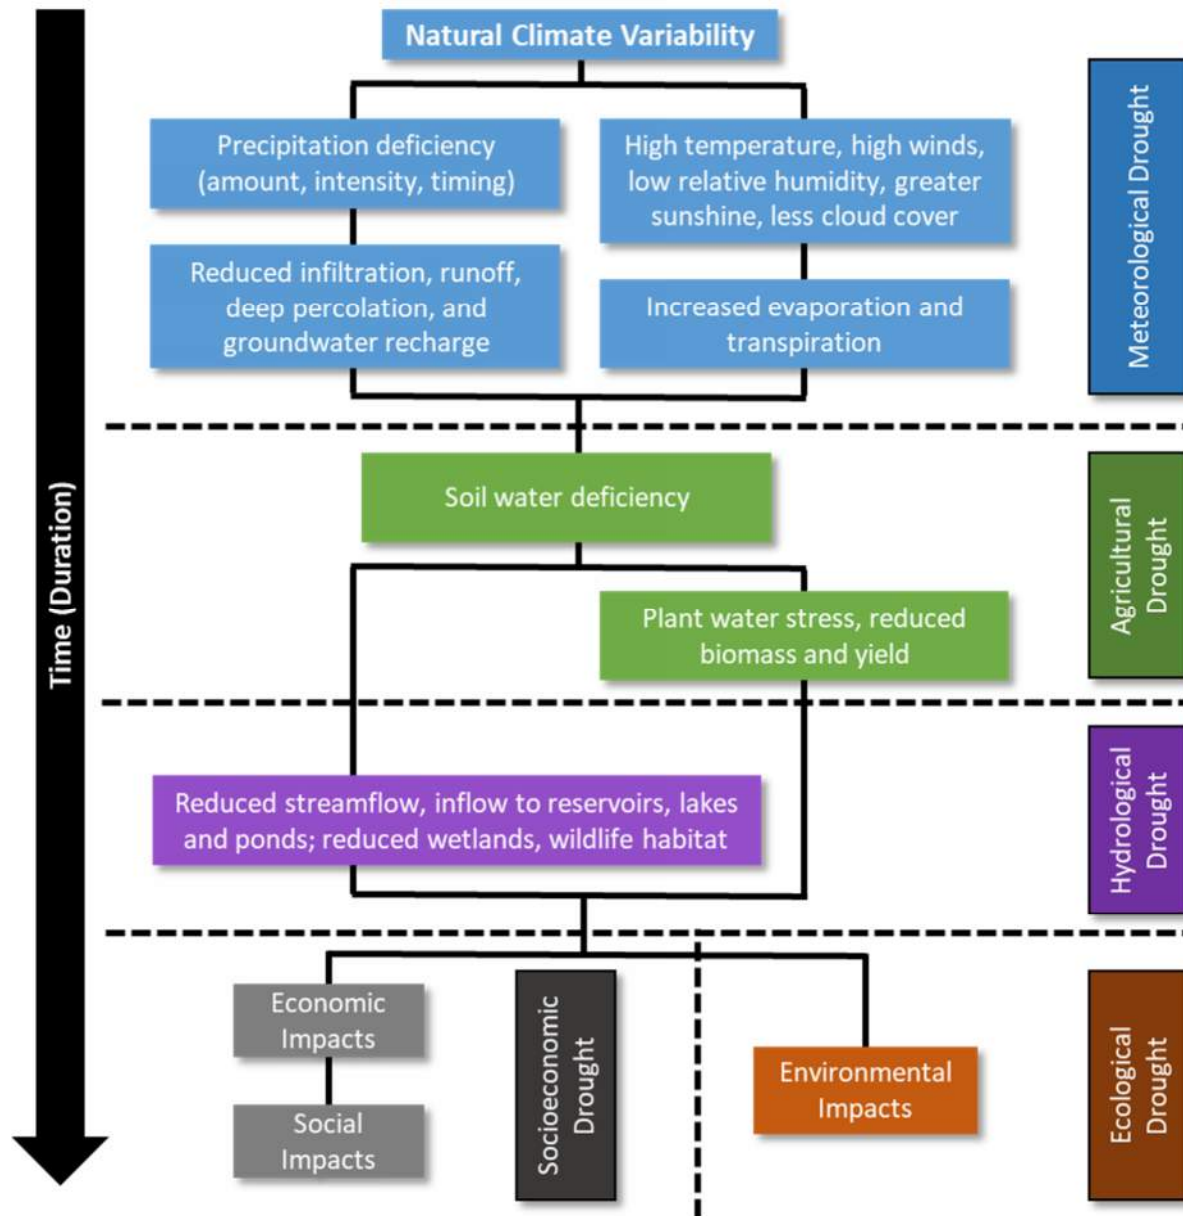 Natural Climate Variability
Precipitation deficiency
(amount, intensity, timing)
High temperature, high winds,
low relative humidity, greater
sunshine, less cloud cover
Reduced infiltration, runoff,
deep percolation, and
groundwater recharge
Increased evaporation and
transpiration
Meteorological Drought
Time (Duration)
Soil water deficiency
Plant water stress, reduced
biomass and yield
Agricultural
Drought
Reduced streamflow, inflow to reservoirs, lakes
and ponds; reduced wetlands, wildlife habitat
Hydrological
Drought
Economic
Impacts
Social
Impacts
Socioeconomic
Drought
Environmental
Impacts
Ecological
Drought